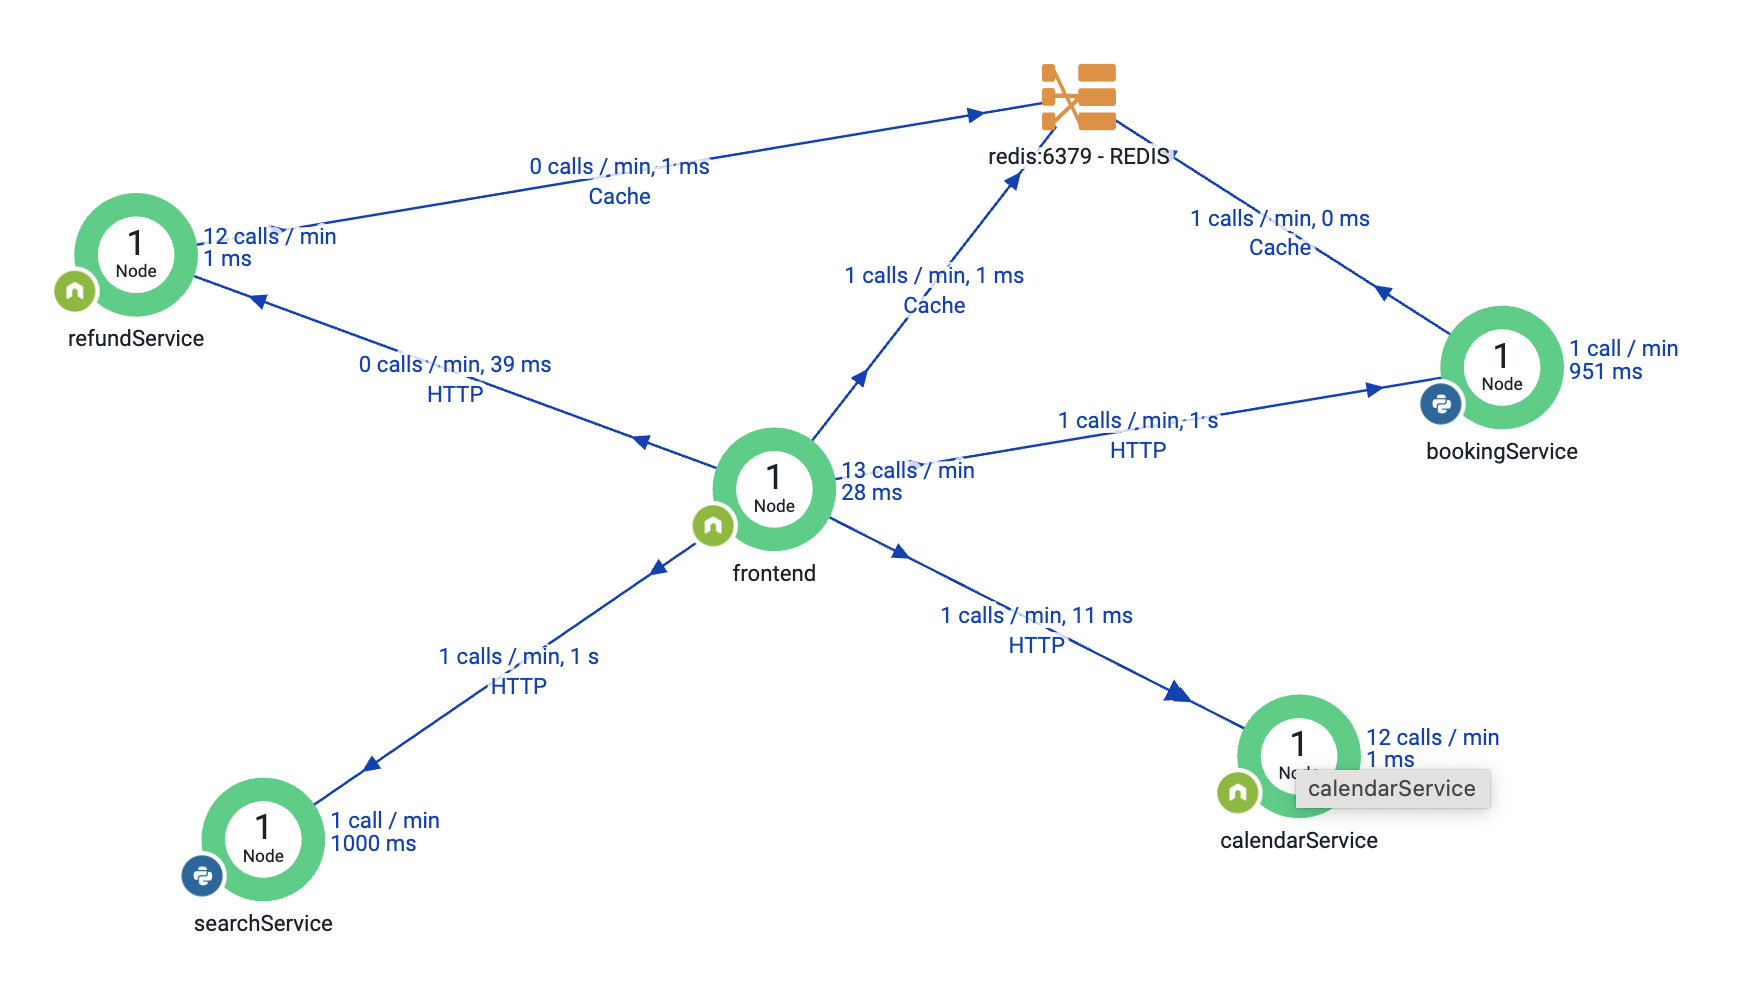 redis:6379 - REDIS
0 calls / min, 1 ms
Cache
12 calls / min
1 ms
1
Node
refundService
1 calls / min, 0 ms
Cache
1 calls / min, 1 ms
Cache
1 call / min
951 ms
1
Node
bookingService
0 calls / min, 39 ms
HTTP
1 calls / min, 1 s
HTTP
13 calls / min
28 ms
1
Node
frontend
1 calls / min, 11 ms
HTTP
1 calls / min, 1 s
HTTP
12 calls / min
1 ms
1
calendarService
calendarService
1 call / min
1000 ms
1
Node
searchService